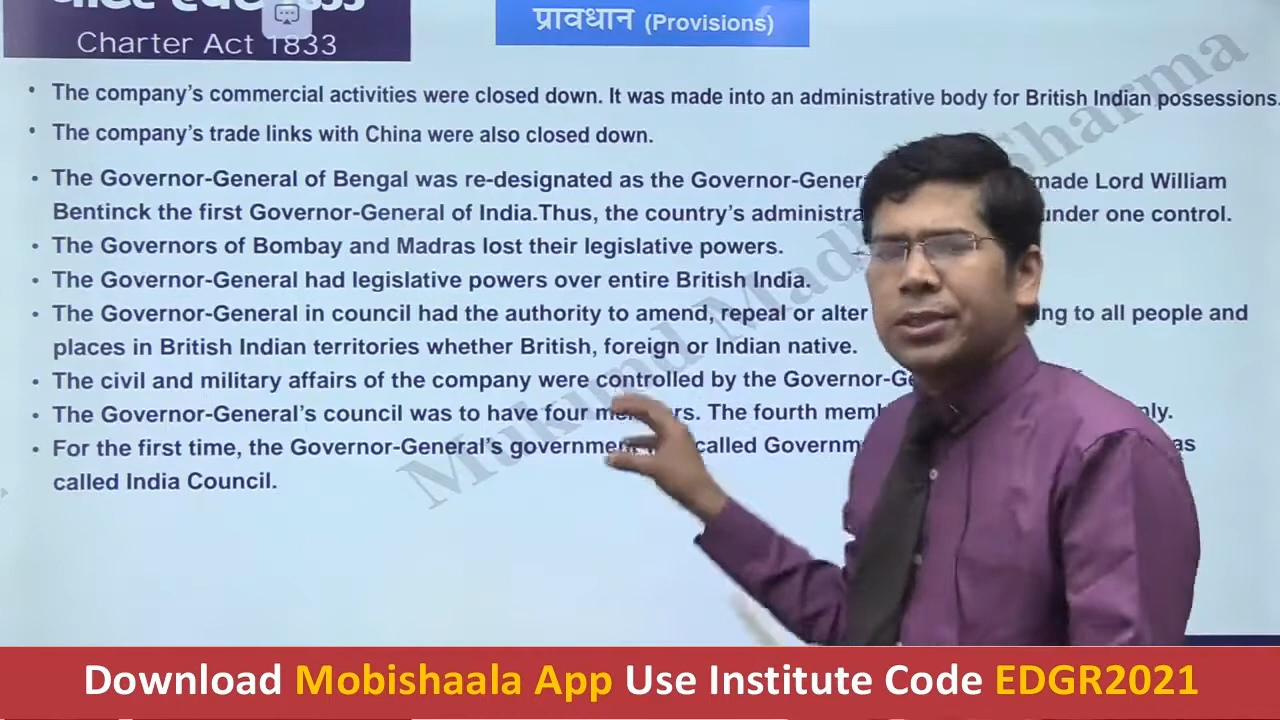 Charter Act 1833
प्रावधान (Provisions)
• The company's commercial activities were closed down. It was made into an administrative body for British Indian possessions.
• The company's trade links with China were also closed down.
• The Governor-General of Bengal was re-designated as the made Lord William
Bentinck the first Governor-General of India.Thus, the country's under one control.
• The Governors of Bombay and Madras lost their legislative powers.
• The Governor-General had legislative powers over entire British India.
• The Governor-General in council had the authority to amend, repeal or alter to all people and
places in British Indian territories whether British, foreign or Indian native.
• The civil and military affairs of the company were controlled by the
• The Governor-General's council was to have four The fourth
• For the first time, the Governor-General's called
called India Council.
Mukund Sharma
Download Mobishaala App Use Institute Code EDGR2021